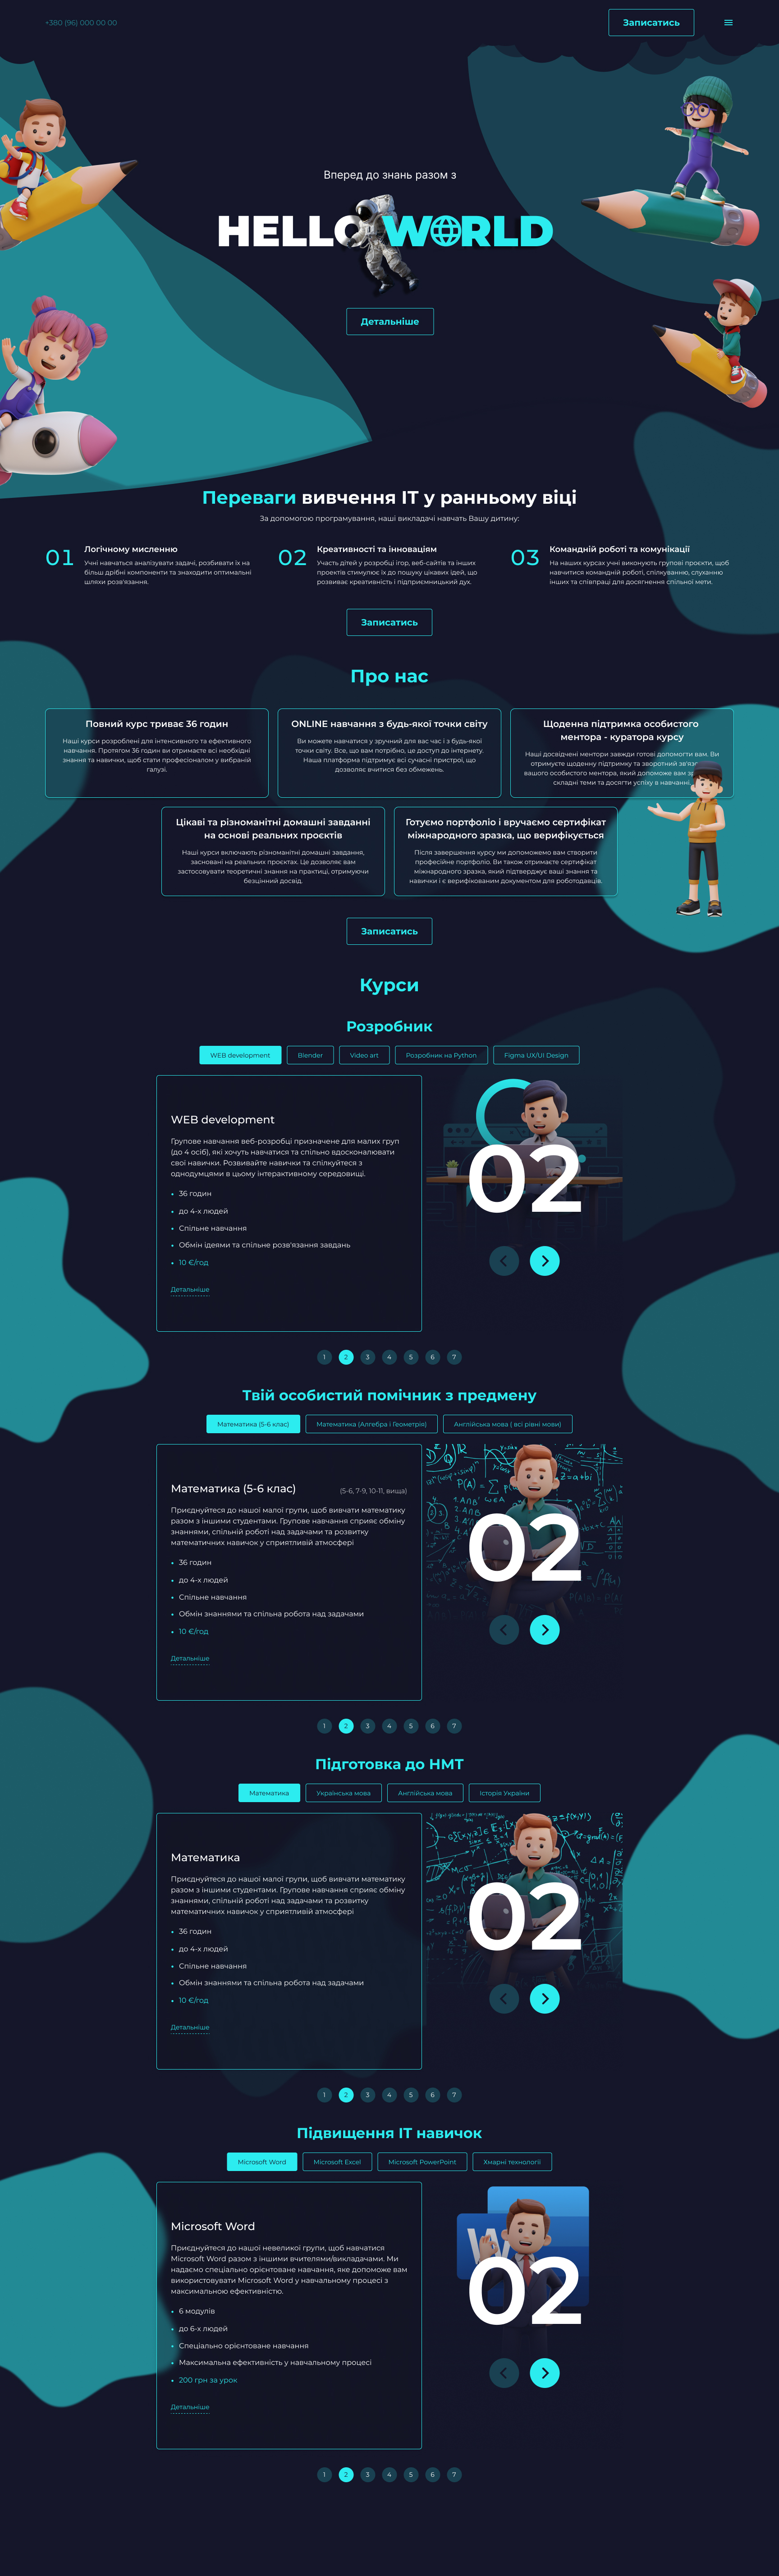 +380 (96) 000 00 00
Записатись
Вперед до знань разом з
HELLO WORLD
Детальніше
Переваги вивчення ІТ у ранньому віці
За допомогою програмування, наші викладачі навчать Вашу дитину:
01
Логічному мисленню
Учні навчаться аналізувати задачі, розбивати їх на
більш дрібні компоненти та знаходити оптимальні
шляхи розв'язання.
02
Креативності та інноваціям
Участь дітей у розробці ігор, веб-сайтів та інших
проектів стимулює їх до пошуку цікавих ідей, що
розвиває креативність і підприємницький дух.
03
Командній роботі та комунікації
На наших курсах учні виконують групові проєкти, щоб
навчитися командній роботі, спілкуванню, слуханню
інших та співпраці для досягнення спільної мети.
Записатись
Про нас
Повний курс триває 36 годин
Наші курси розроблені для інтенсивного та ефективного
навчання. Протягом 36 годин ви отримаєте всі необхідні
знання та навички, щоб стати професіоналом у вибраній
галузі.
ONLINE навчання з будь-якої точки світу
Ви можете навчатися у зручний для вас час і з будь-якої
точки світу. Все, що вам потрібно, це доступ до інтернету.
Наша платформа підтримує всі сучасні пристрої, що
дозволяє вчитися без обмежень.
Щоденна підтримка особистого
ментора - куратора курсу
Наші досвідчені ментори завжди готові допомогти вам. Ви
отримуєте щоденну підтримку та зворотний
вашого особистого ментора, який допоможе вам
складні теми та досягти успіху в навчанні.
Цікаві та різноманітні домашні завданні
на основі реальних проєктів
Наші курси включають різноманітні домашні завдання,
засновані на реальних проєктах. Це дозволяє вам
застосовувати теоретичні знання на практиці, отримуючи
безцінний досвід.
Готуємо портфоліо і вручаємо сертифікат
міжнародного зразка, що верифікується
Після завершення курсу ми допоможемо вам створити
професійне портфоліо. Ви також отримаєте сертифікат
міжнародного зразка, який підтверджує ваші знання та
навички і є верифікованим документом для роботодавців.
Записатись
Курси
Розробник
WEB development
Blender
Video art
Розробник на Python
Figma UX/UI Design
WEB development
Групове навчання веб-розробці призначене для малих груп
(до 4 осіб), які хочуть навчатися та спільно вдосконалювати
свої навички. Розвивайте навички та спілкуйтеся з
однодумцями в цьому інтерактивному середовищі.
36 годин
до 4-х людей
Спільне навчання
Обмін ідеями та спільне розв'язання завдань
10 €/год
Детальніше
02
1 2 3 4 5 6 7
Твій особистий помічник з предмену
Математика (5-6 клас)
Математика (Алгебра і Геометрія)
Англійська мова ( всі рівні мови)
Математика (5-6 клас)
(5-6, 7-9, 10-11, вища)
Приєднуйтеся до нашої малої групи, щоб вивчати математику
разом з іншими студентами. Групове навчання сприяє обміну
знаннями, спільній роботі над задачами та розвитку
математичних навичок у сприятливій атмосфері
36 годин
до 4-х людей
Спільне навчання
Обмін знаннями та спільна робота над задачами
10 €/год
Детальніше
02
1 2 3 4 5 6 7
Підготовка до НМТ
Математика
Українська мова
Англійська мова
Історія України
Математика
Приєднуйтеся до нашої малої групи, щоб вивчати математику
разом з іншими студентами. Групове навчання сприяє обміну
знаннями, спільній роботі над задачами та розвитку
математичних навичок у сприятливій атмосфері
36 годин
до 4-х людей
Спільне навчання
Обмін знаннями та спільна робота над задачами
10 €/год
Детальніше
02
1 2 3 4 5 6 7
Підвищення ІТ навичок
Microsoft Word
Microsoft Excel
Microsoft PowerPoint
Хмарні технології
Microsoft Word
Приєднуйтеся до нашої невеликої групи, щоб навчатися
Microsoft Word разом з іншими вчителями/викладачами. Ми
надаємо спеціально орієнтоване навчання, яке допоможе вам
використовувати Microsoft Word у навчальному процесі з
максимальною ефективністю.
6 модулів
до 6-х людей
Спеціально орієнтоване навчання
Максимальна ефективність у навчальному процесі
200 грн за урок
Детальніше
W
02
1 2 3 4 5 6 7